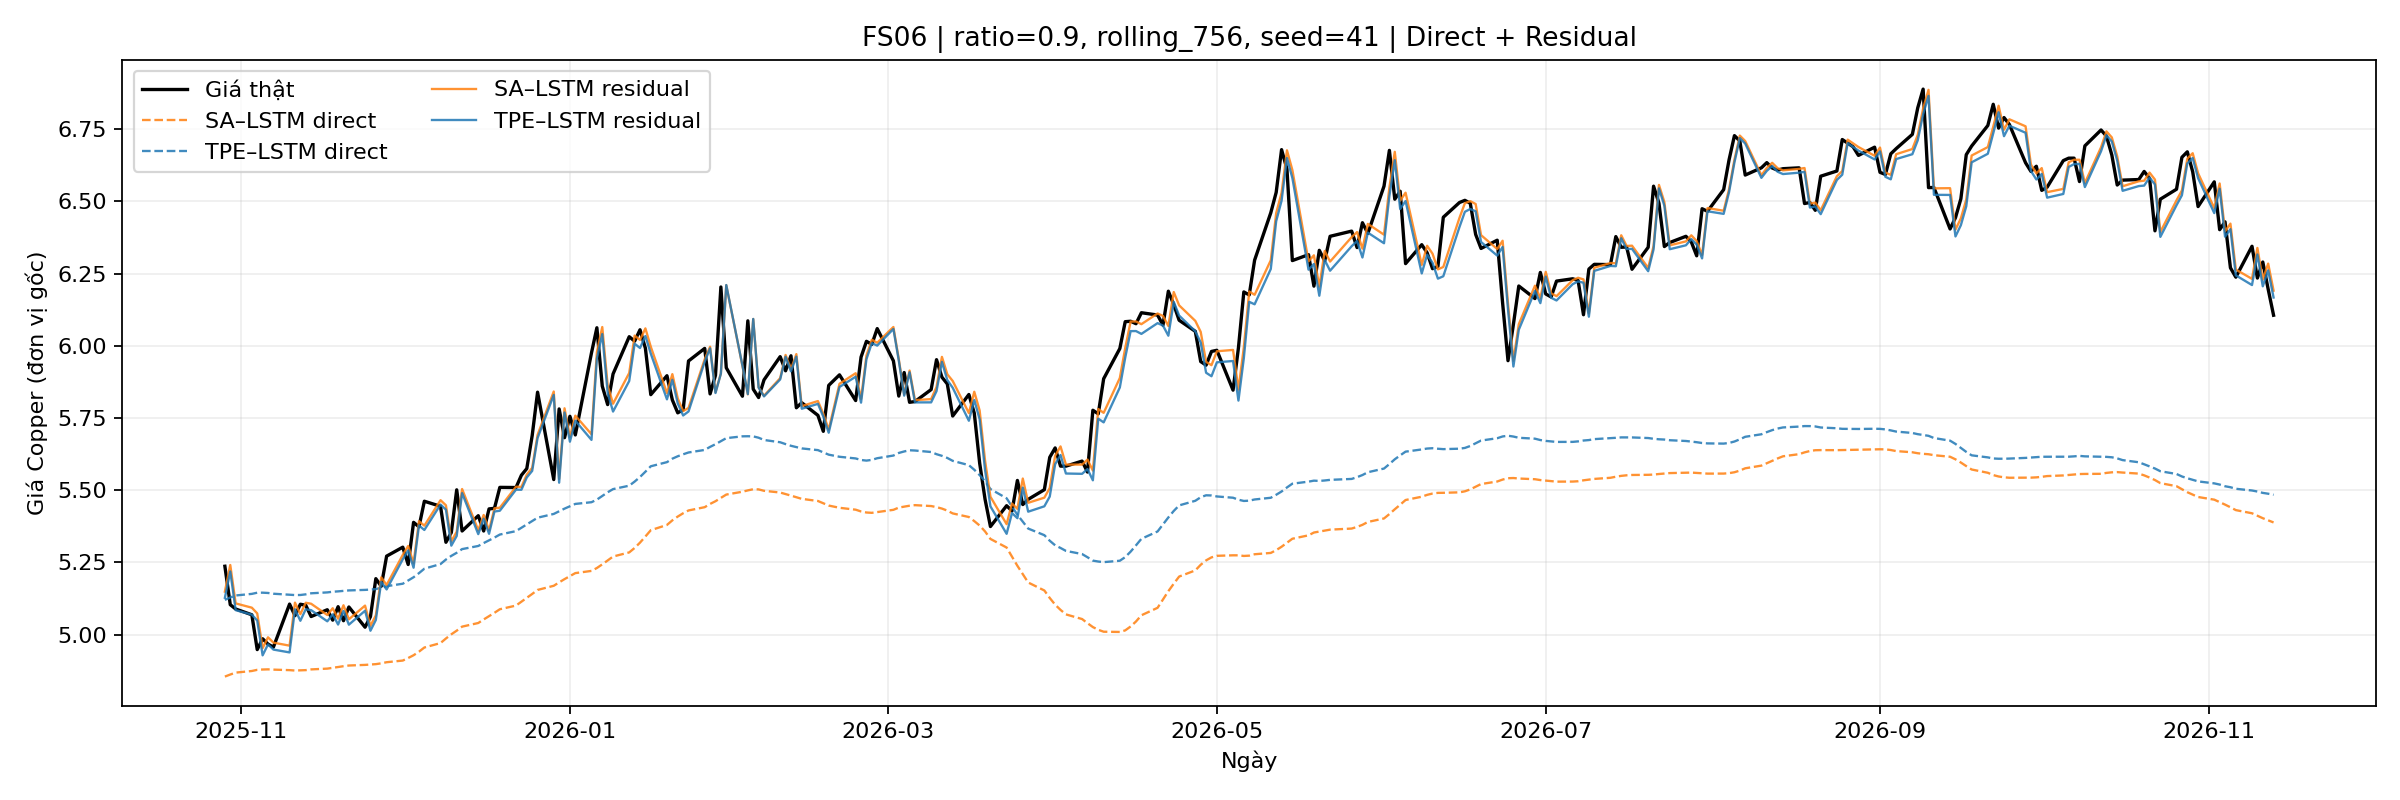 FS06 | ratio=0.9, rolling_756, seed=41 | Direct + Residual
Giá thật
SA–LSTM direct
TPE–LSTM direct
SA–LSTM residual
TPE–LSTM residual
Giá Copper (đơn vị gốc)
6.75
6.50
6.25
6.00
5.75
5.50
5.25
5.00
2025-11
2026-01
2026-03
2026-05
2026-07
2026-09
2026-11
Ngày